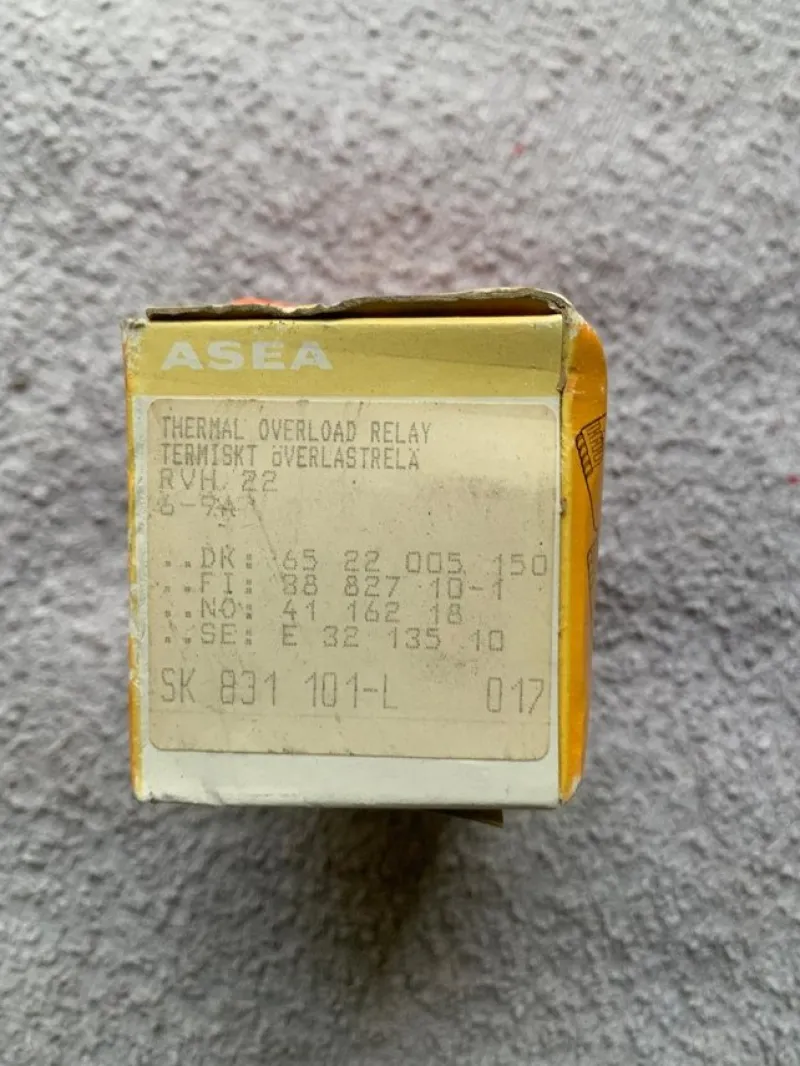 ASEA
THERMAL OVERLOAD RELAY
TERMISKT ÖVERLASTRELÄ
RVH 22
6-9A
..DK: 65 22 005 150
..FI: 38 827 10-1
..NO: 41 162 18
..SE: E 32 135 10
SK 831 101-L 017